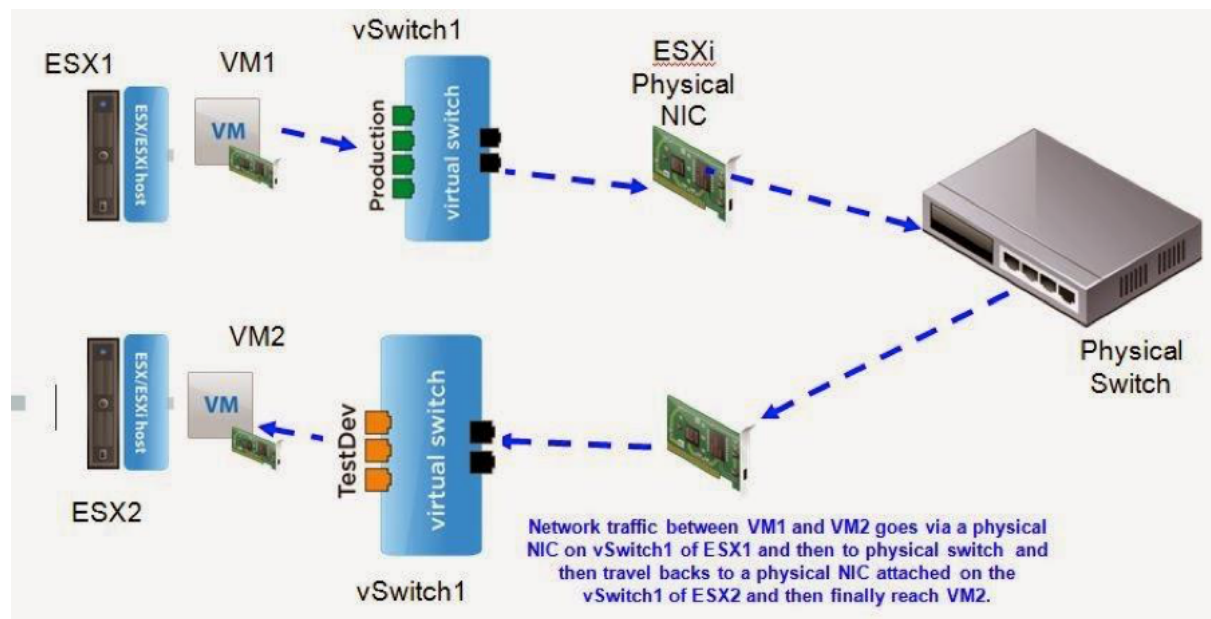 vSwitch1
ESX1
VM1
ESXi
Physical
NIC
ESX/ESXi host
VM
Production
virtual switch
Physical
Switch
VM2
ESX/ESXi host
VM
TestDev
virtual switch
ESX2
vSwitch1
Network traffic between VM1 and VM2 goes via a physical
NIC on vSwitch1 of ESX1 and then to physical switch and
then travel backs to a physical NIC attached on the
vSwitch1 of ESX2 and then finally reach VM2.